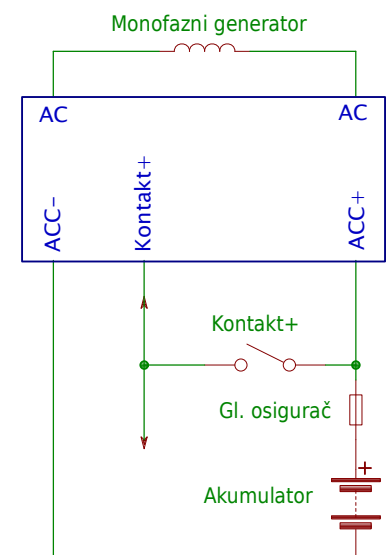 Monofazni generator
AC
AC
ACC-
Kontakt+
ACC+
Kontakt+
Gl. osigurač
+
Akumulator